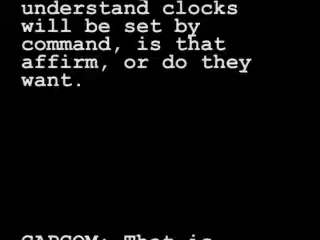 understand clocks
will be set by
command, is that
affirm, or do they
want.
CAPCOM: That is